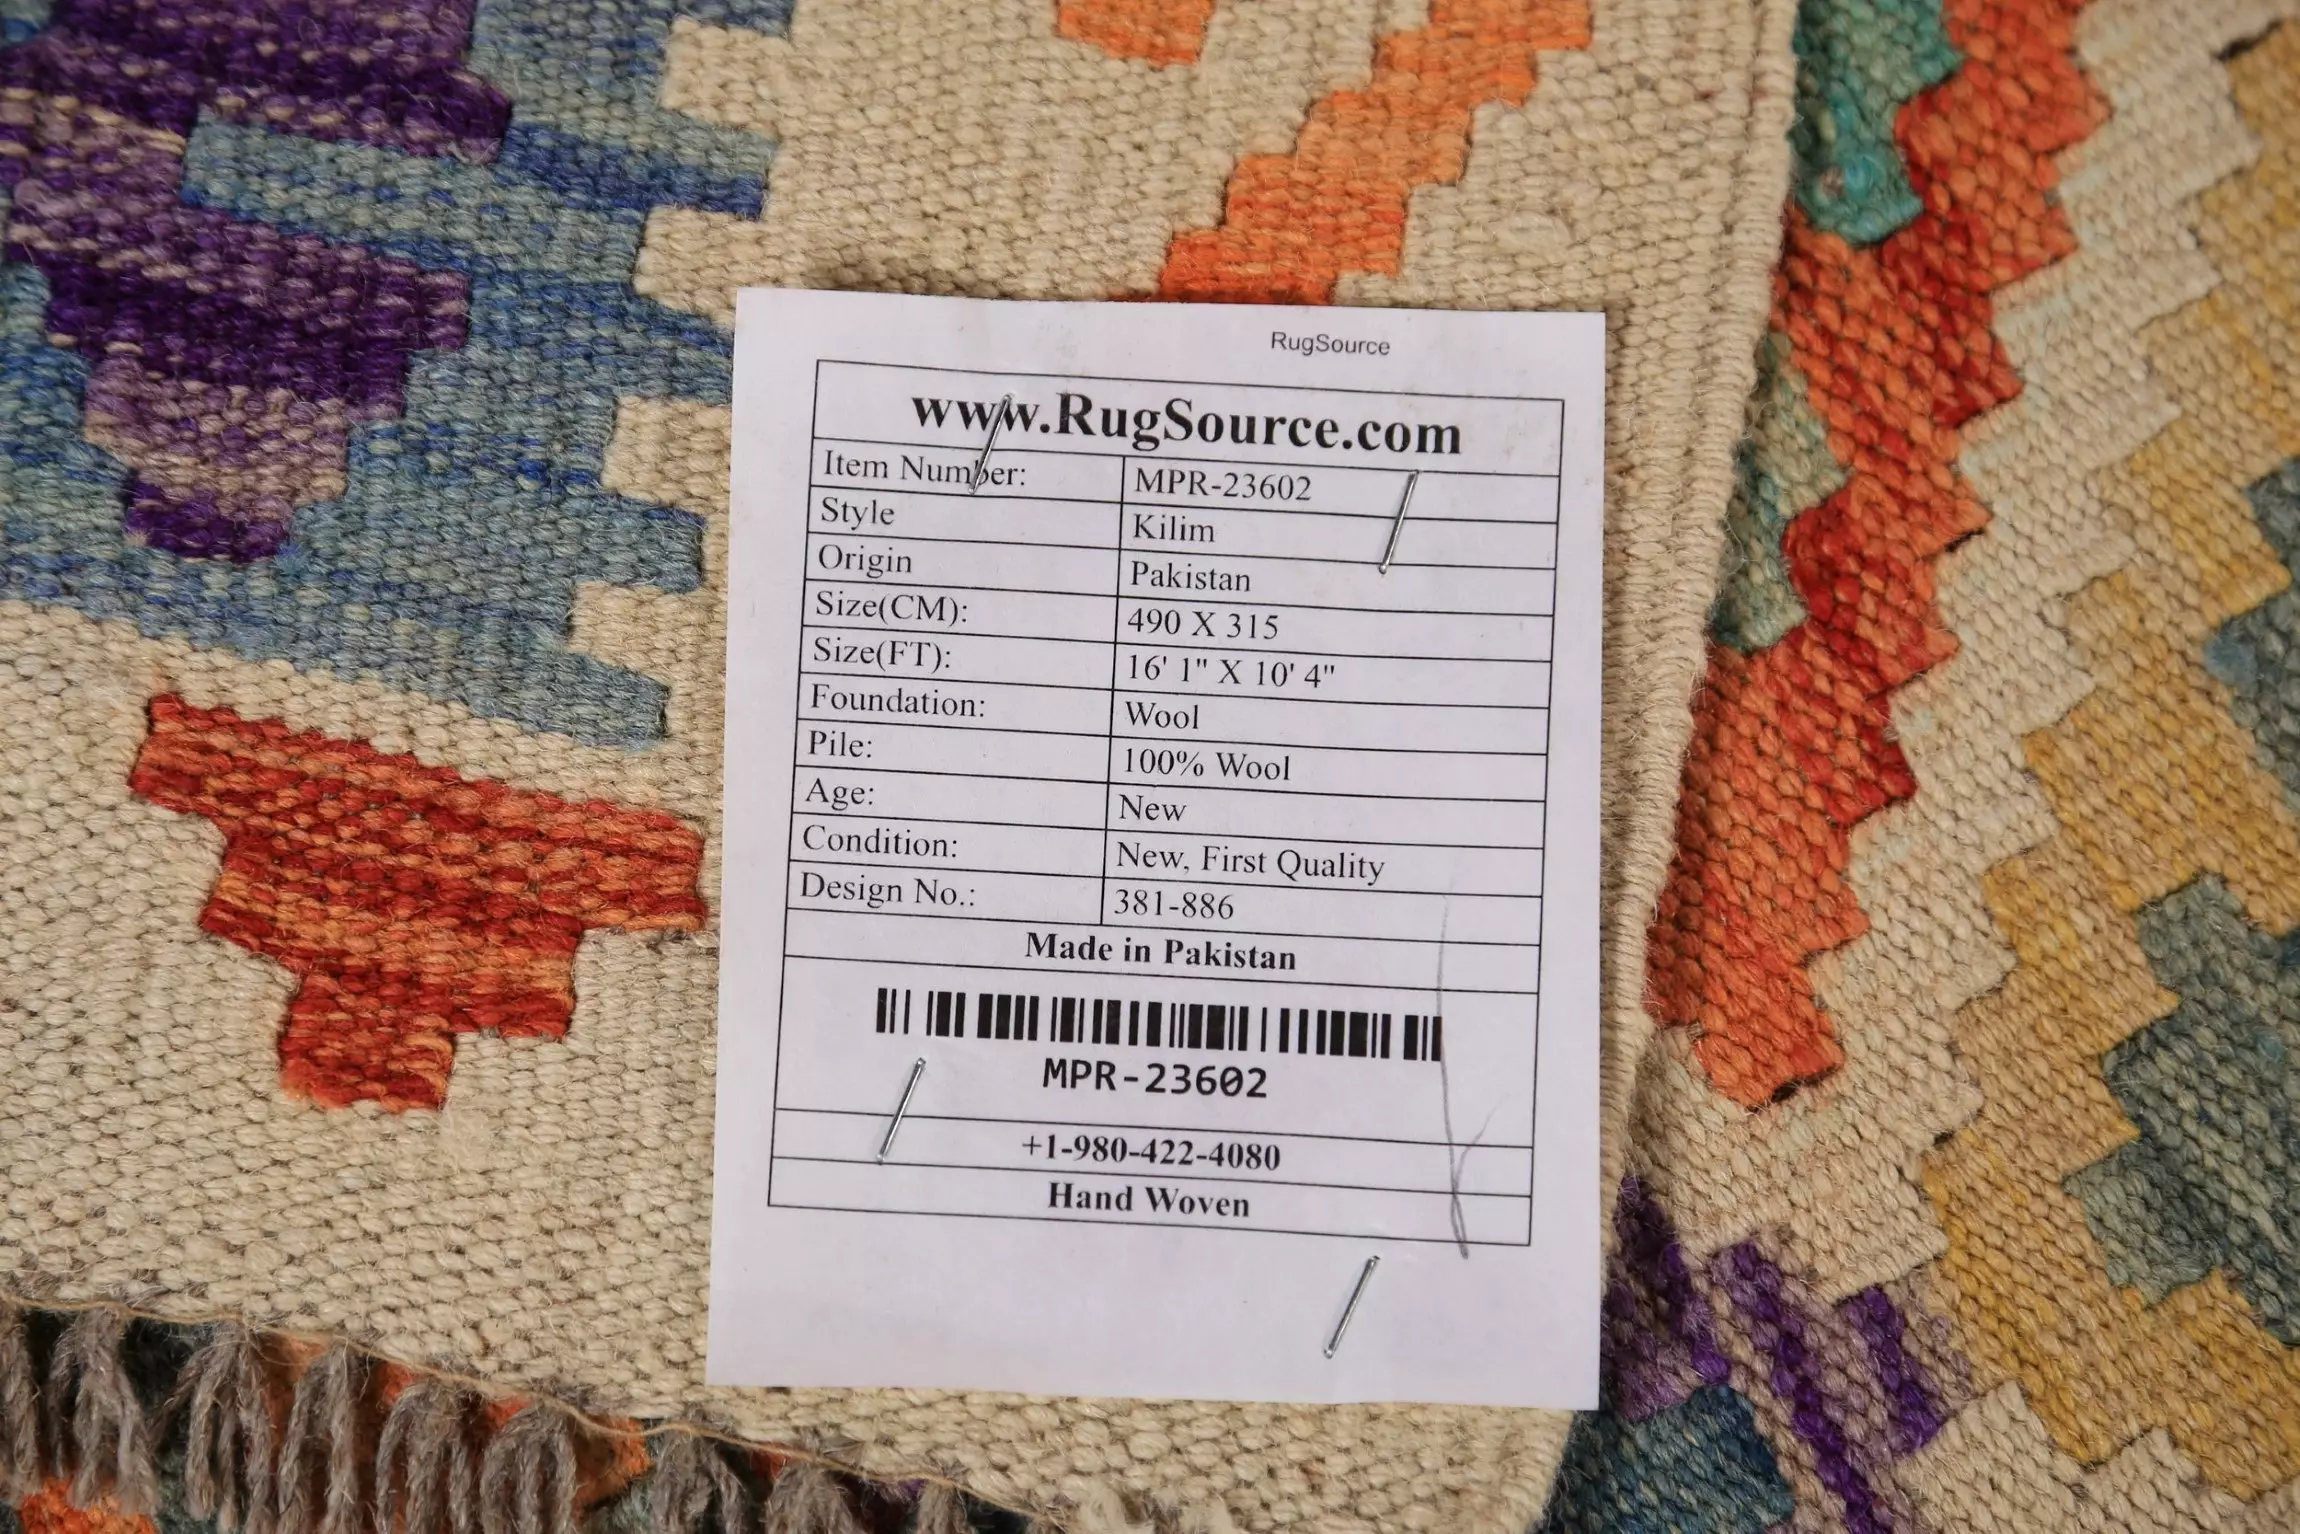 RugSource
www.RugSource.com
Item Number: MPR-23602
Style Kilim
Origin Pakistan
Size(CM): 490 X 315
Size(FT): 16' 1" X 10' 4"
Foundation: Wool
Pile: 100% Wool
Age: New
Condition: New, First Quality
Design No.: 381-886
Made in Pakistan
MPR-23602
+1-980-422-4080
Hand Woven